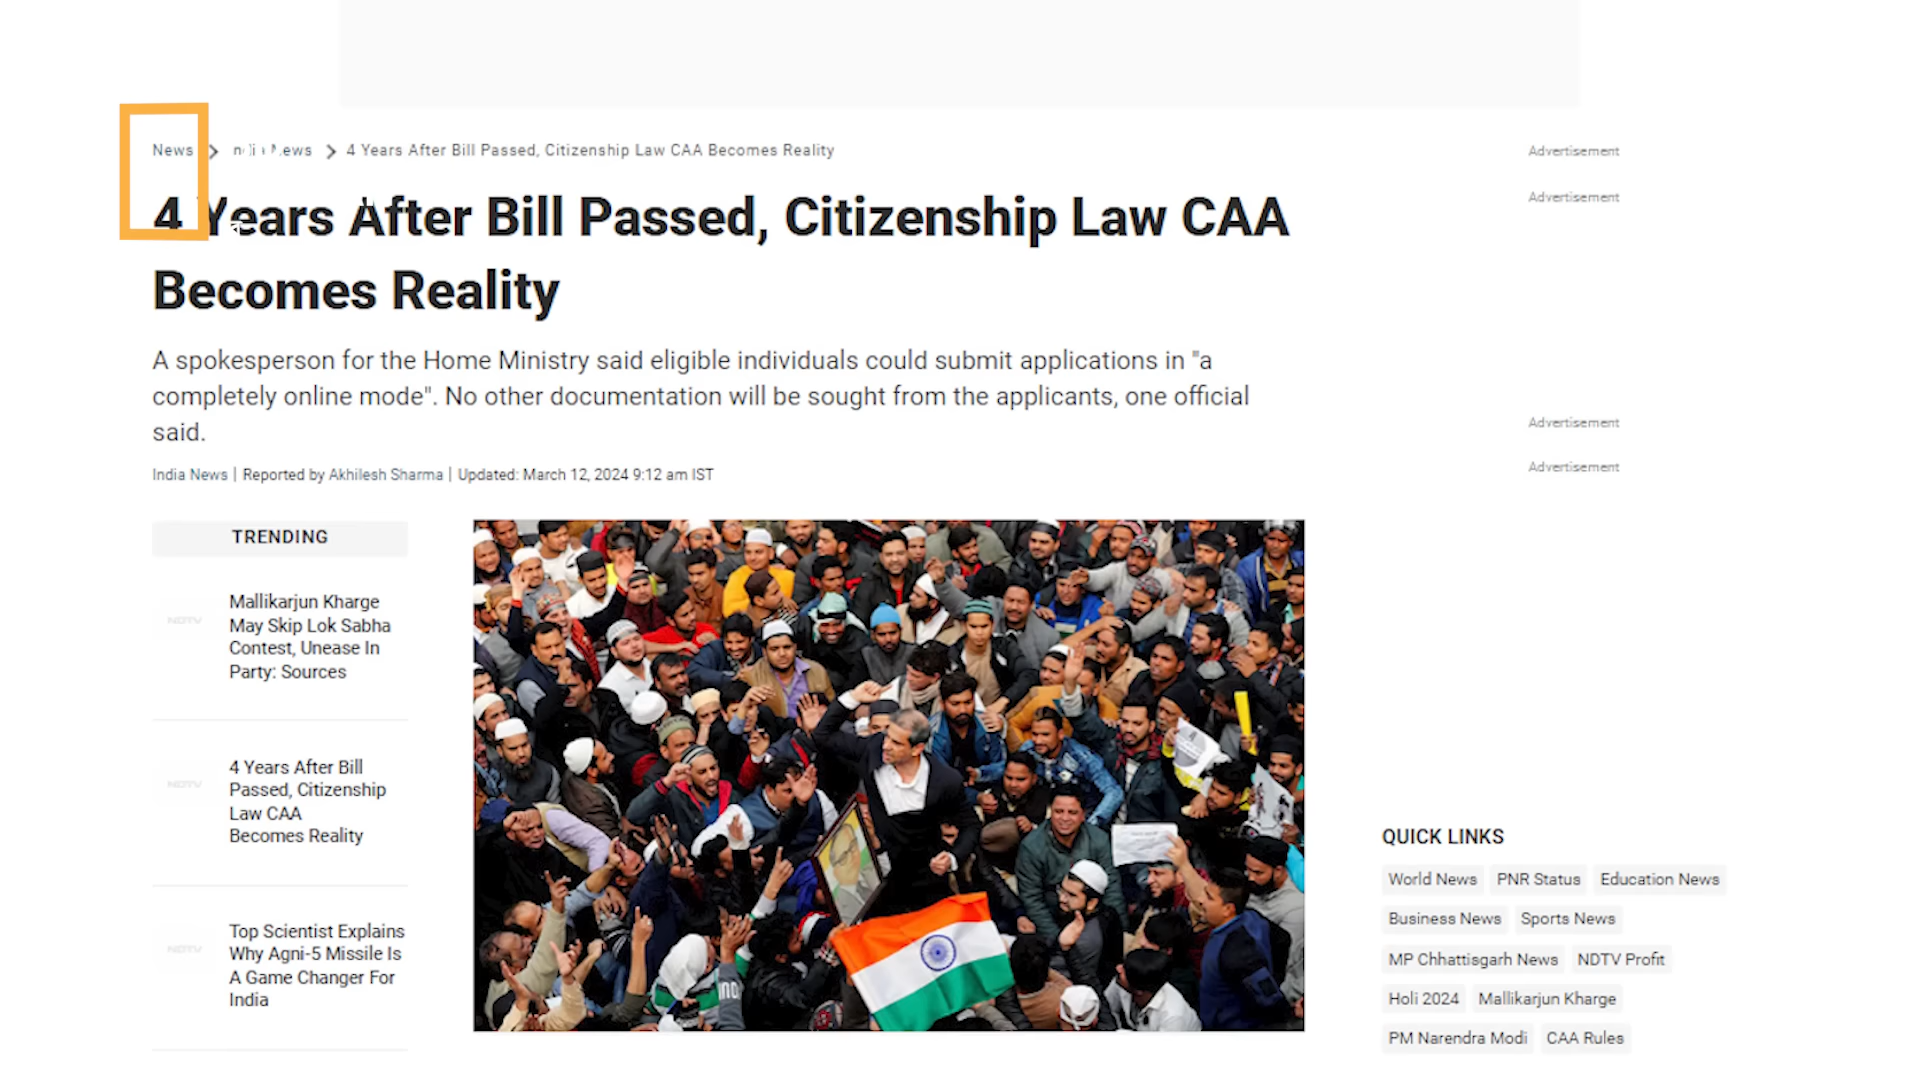 News
4 Years After Bill Passed, Citizenship Law CAA Becomes Reality
4 Years After Bill Passed, Citizenship Law CAA
Becomes Reality
A spokesperson for the Home Ministry said eligible individuals could submit applications in "a
completely online mode". No other documentation will be sought from the applicants, one official
said.
India News | Reported by Akhilesh Sharma | Updated: March 12, 2024 9:12 am IST
TRENDING
NDTV
Mallikarjun Kharge
May Skip Lok Sabha
Contest, Unease In
Party: Sources
NDTV
4 Years After Bill
Passed, Citizenship
Law CAA
Becomes Reality
NDTV
Top Scientist Explains
Why Agni-5 Missile Is
A Game Changer For
India
Advertisement
Advertisement
Advertisement
Advertisement
QUICK LINKS
World News PNR Status Education News
Business News Sports News
MP Chhattisgarh News NDTV Profit
Holi 2024 Mallikarjun Kharge
PM Narendra Modi CAA Rules